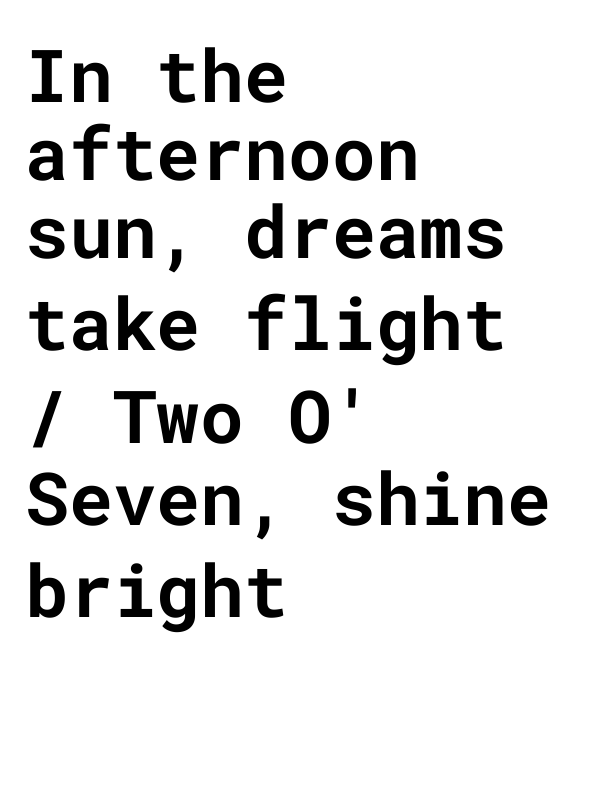 In the
afternoon
sun, dreams
take flight
/ Two O'
Seven, shine
bright